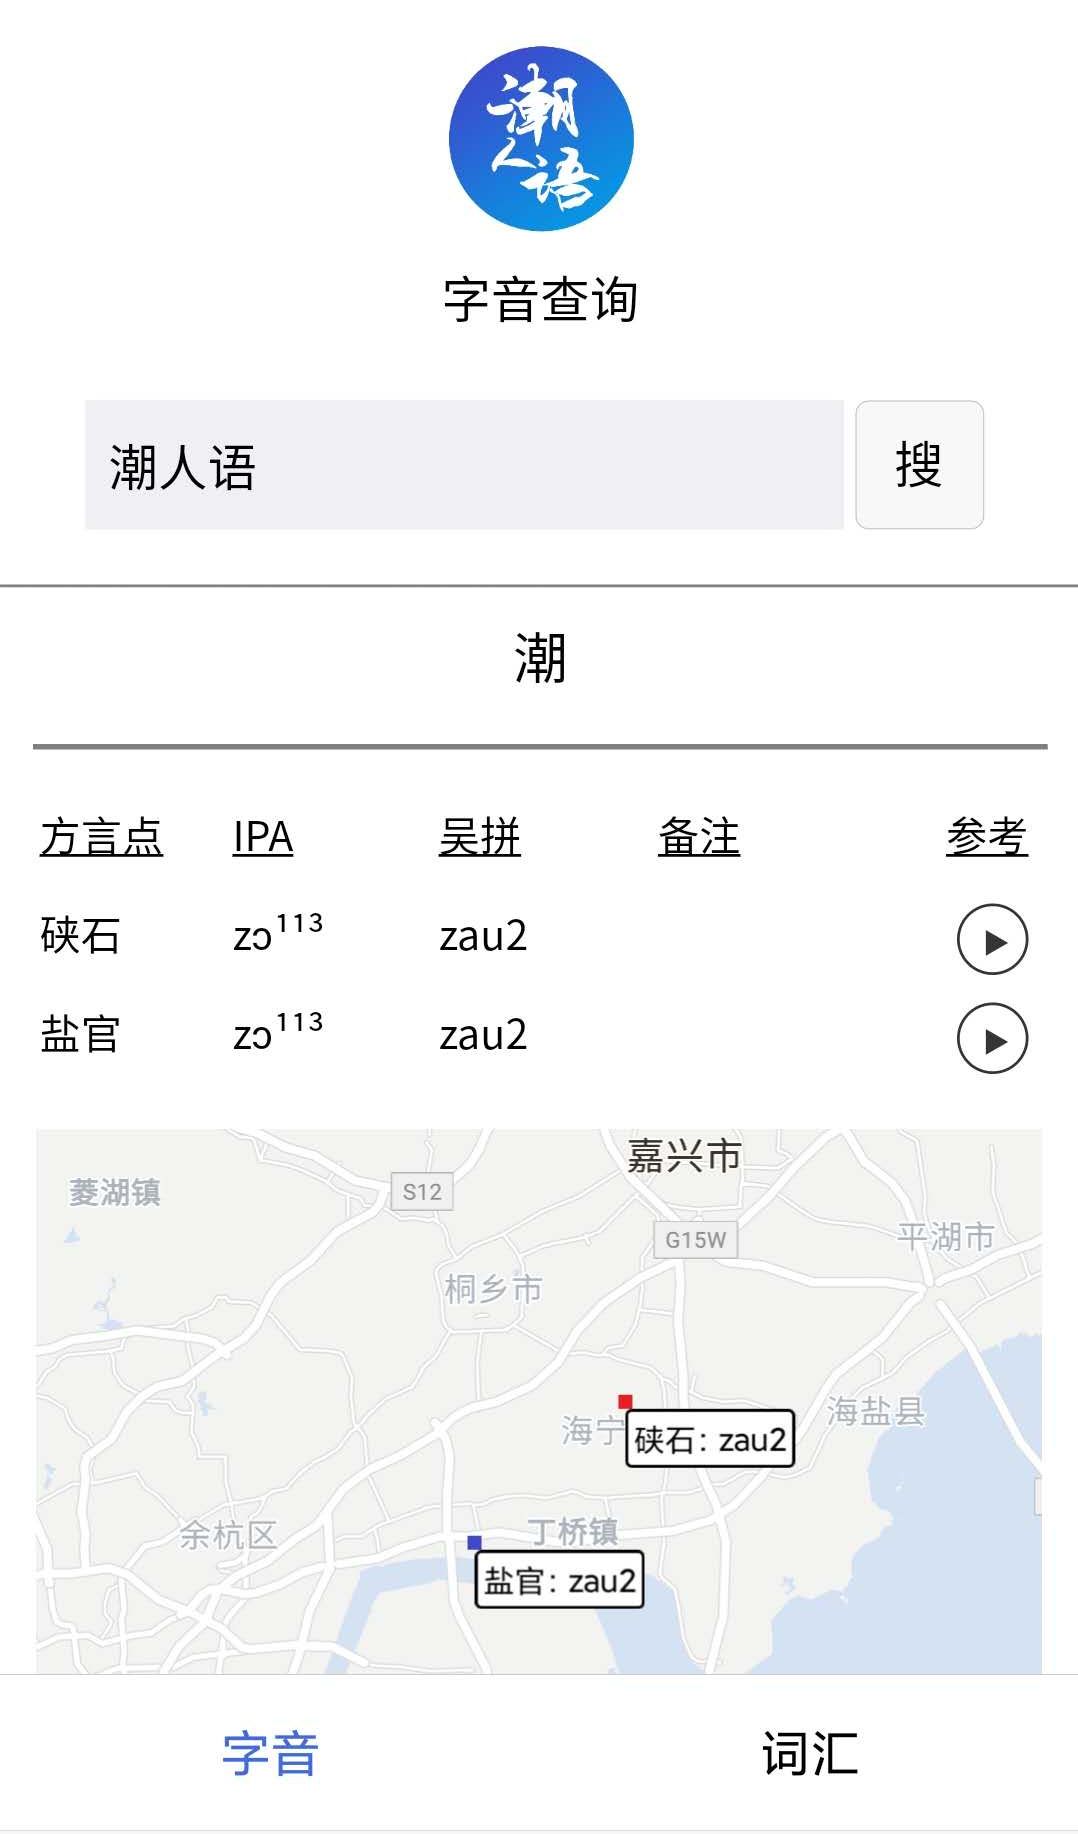 潮
人语
字音查询
潮人语 搜
潮
方言点 IPA 吴拼 备注 参考
硖石 zɔ¹¹³ zau2
盐官 zɔ¹¹³ zau2
嘉兴市
菱湖镇 S12
G15W 平湖市
桐乡市
海盐县
海宁
硖石: zau2
余杭区 丁桥镇
盐官: zau2
字音 词汇